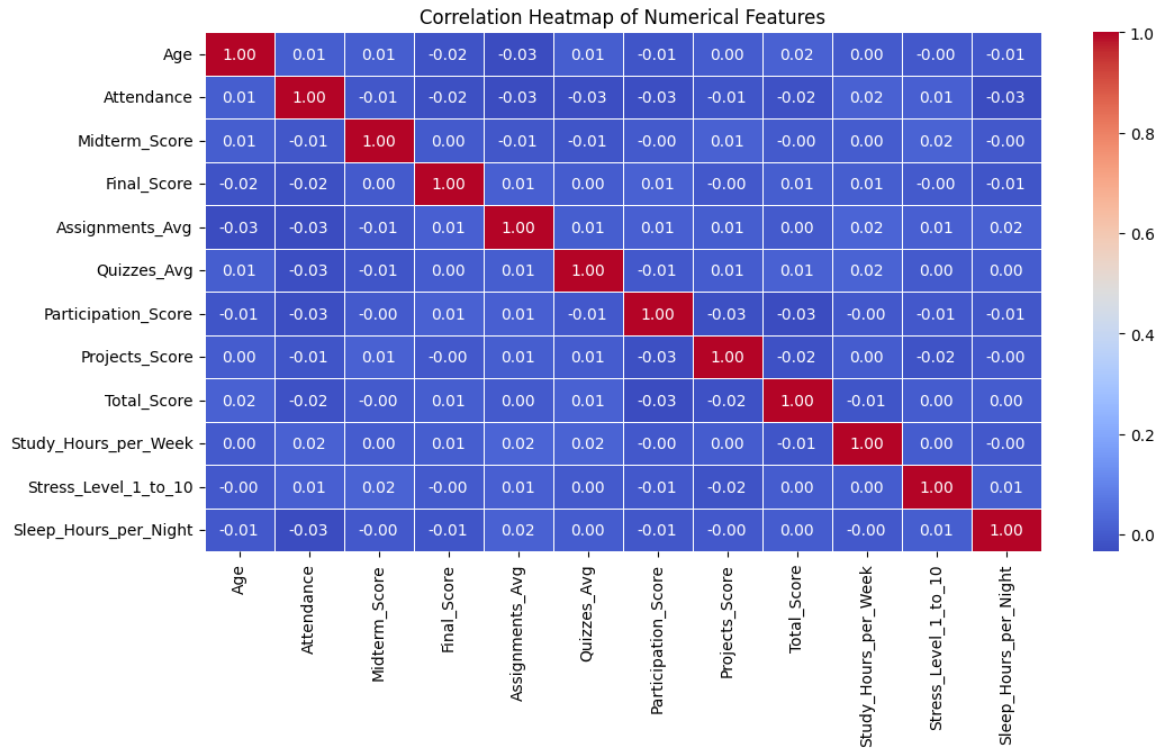 Correlation Heatmap of Numerical Features
Age 1.00 0.01 0.01 -0.02 -0.03 0.01 -0.01 0.00 0.02 0.00 -0.00 -0.01
Attendance 0.01 1.00 -0.01 -0.02 -0.03 -0.03 -0.03 -0.01 -0.02 0.02 0.01 -0.03
Midterm_Score 0.01 -0.01 1.00 0.00 -0.01 -0.01 -0.00 0.01 -0.00 0.00 0.02 -0.00
Final_Score -0.02 -0.02 0.00 1.00 0.01 0.00 0.01 -0.00 0.01 0.01 -0.00 -0.01
Assignments_Avg -0.03 -0.03 -0.01 0.01 1.00 0.01 0.01 0.01 0.00 0.02 0.01 0.02
Quizzes_Avg 0.01 -0.03 -0.01 0.00 0.01 1.00 -0.01 0.01 0.01 0.02 0.00 0.00
Participation_Score -0.01 -0.03 -0.00 0.01 0.01 -0.01 1.00 -0.03 -0.03 -0.00 -0.01 -0.01
Projects_Score 0.00 -0.01 0.01 -0.00 0.01 0.01 -0.03 1.00 -0.02 0.00 -0.02 -0.00
Total_Score 0.02 -0.02 -0.00 0.01 0.00 0.01 -0.03 -0.02 1.00 -0.01 0.00 0.00
Study_Hours_per_Week 0.00 0.02 0.00 0.01 0.02 0.02 -0.00 0.00 -0.01 1.00 0.00 -0.00
Stress_Level_1_to_10 -0.00 0.01 0.02 -0.00 0.01 0.00 -0.01 -0.02 0.00 0.00 1.00 0.01
Sleep_Hours_per_Night -0.01 -0.03 -0.00 -0.01 0.02 0.00 -0.01 -0.00 0.00 -0.00 0.01 1.00
Age
Attendance
Midterm_Score
Final_Score
Assignments_Avg
Quizzes_Avg
Participation_Score
Projects_Score
Total_Score
Study_Hours_per_Week
Stress_Level_1_to_10
Sleep_Hours_per_Night
1.0
0.8
0.6
0.4
0.2
0.0